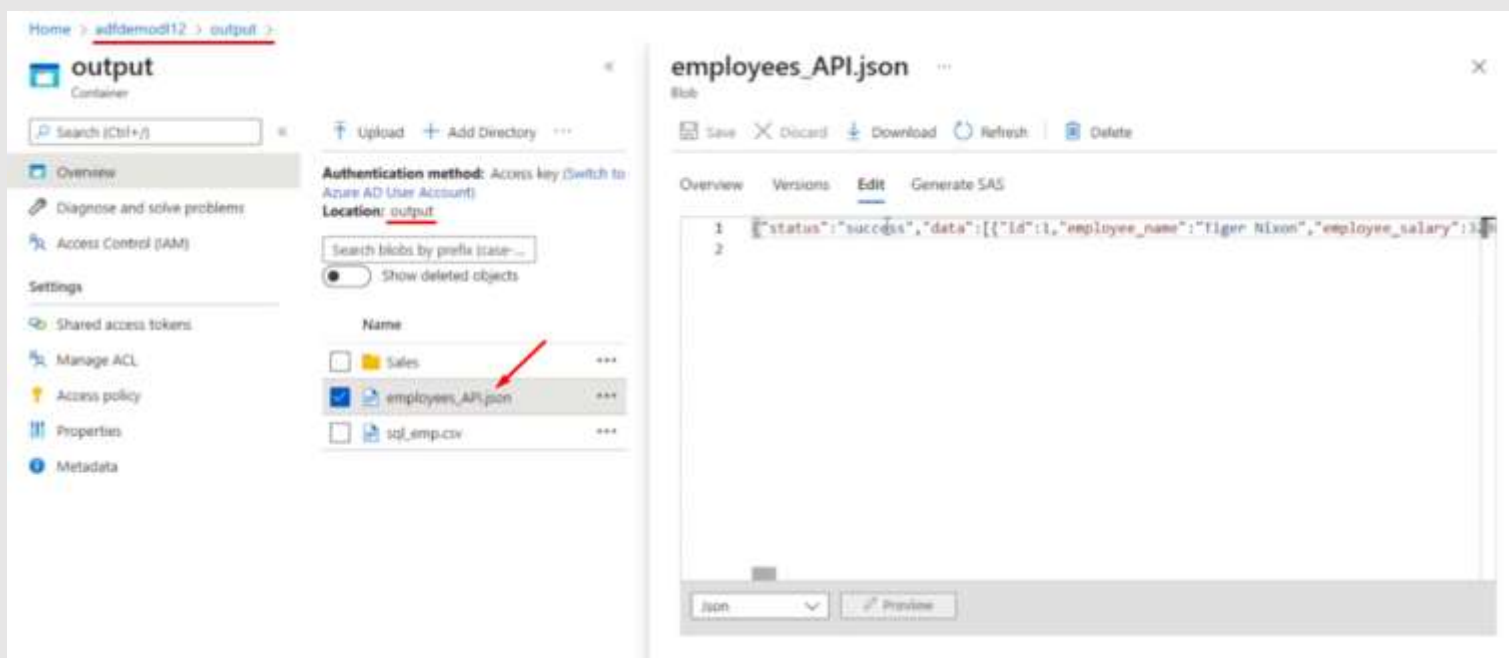 Home > adfdemodl12 > output >
output
Container
Search (Ctrl+/)
Overview
Diagnose and solve problems
Access Control (IAM)
Settings
Shared access tokens
Manage ACL
Access policy
Properties
Metadata
Upload + Add Directory ...
Authentication method: Access key (Switch to
Azure AD User Account)
Location: output
Search blobs by prefix (case-...
Show deleted objects
Name
Sales ...
employees_API.json ...
sql_emp.csv ...
employees_API.json ...
Blob
Save Discard Download Refresh Delete
Overview Versions Edit Generate SAS
1 {"status":"success","data":[{"id":1,"employee_name":"Tiger Nixon","employee_salary":
2
Json Preview